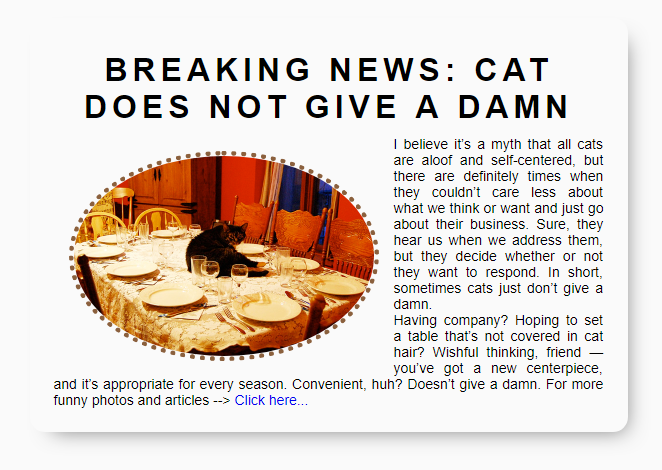 BREAKING NEWS: CAT
DOES NOT GIVE A DAMN
I believe it’s a myth that all cats
are aloof and self-centered, but
there are definitely times when
they couldn’t care less about
what we think or want and just go
about their business. Sure, they
hear us when we address them,
but they decide whether or not
they want to respond. In short,
sometimes cats just don’t give a
damn.
Having company? Hoping to set
a table that’s not covered in cat
hair? Wishful thinking, friend —
you’ve got a new centerpiece,
and it’s appropriate for every season. Convenient, huh? Doesn’t give a damn. For more
funny photos and articles --> Click here...